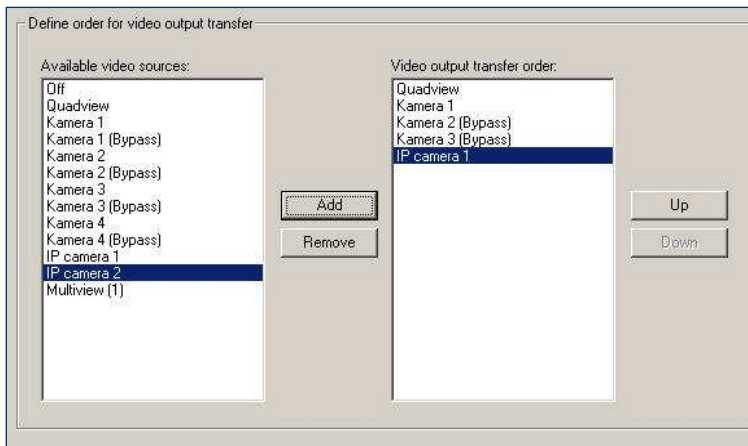 Define order for video output transfer
Available video sources:
Off
Quadview
Kamera 1
Kamera 1 (Bypass)
Kamera 2
Kamera 2 (Bypass)
Kamera 3
Kamera 3 (Bypass)
Kamera 4
Kamera 4 (Bypass)
IP camera 1
IP camera 2
Multiview (1)
Add
Remove
Video output transfer order:
Quadview
Kamera 1
Kamera 2 (Bypass)
Kamera 3 (Bypass)
IP camera 1
Up
Down